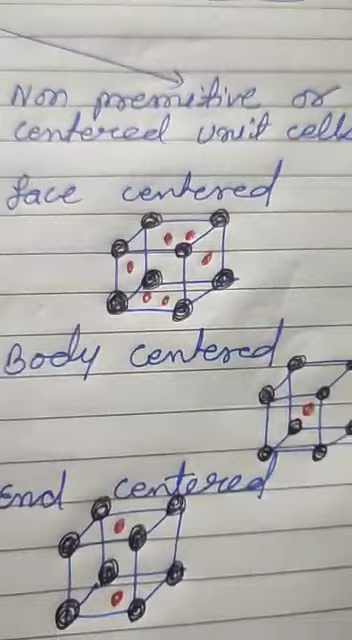 Non premitive or
centered unit cells
face centered
Body centered
End centered